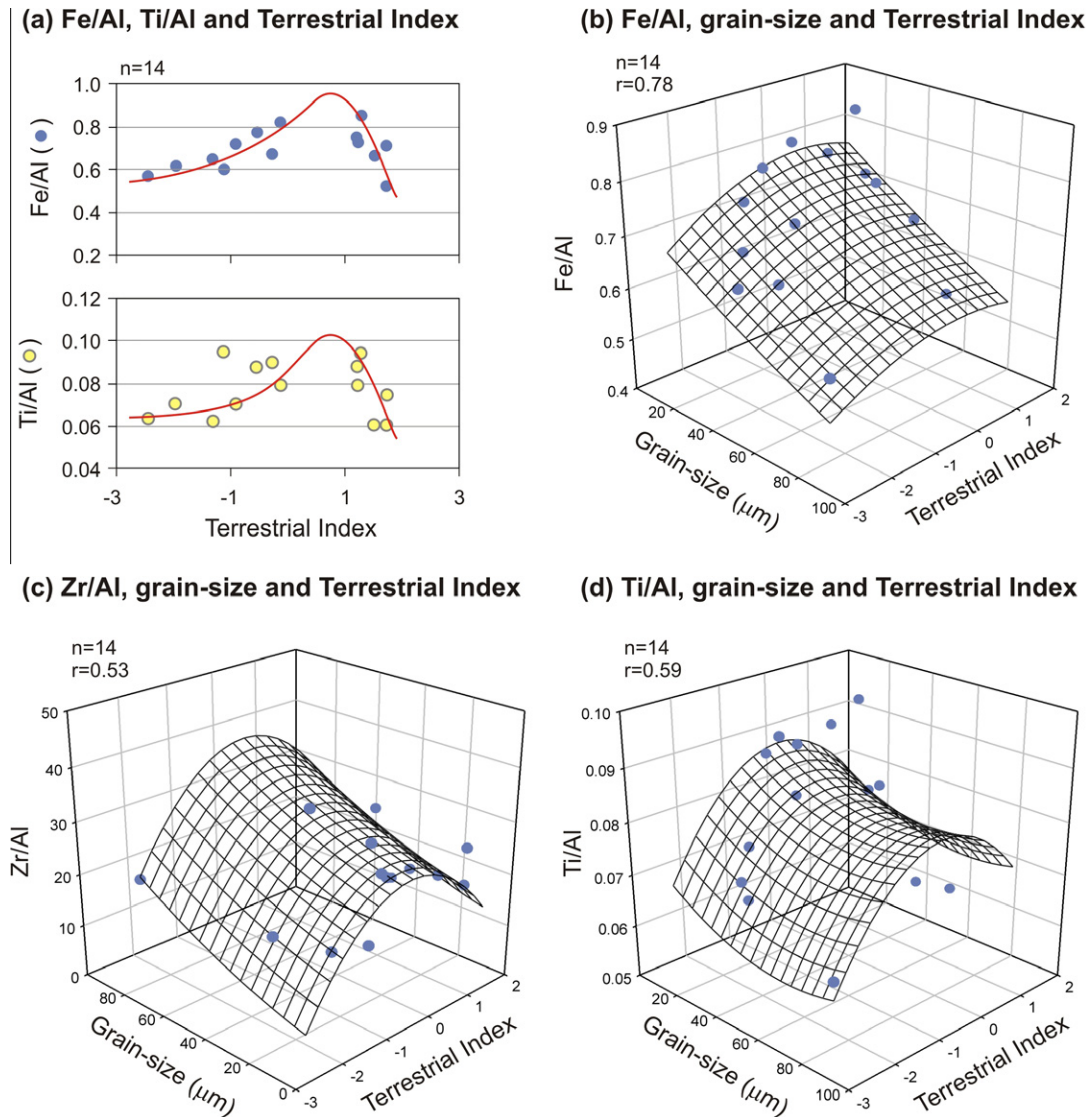 (a) Fe/Al, Ti/Al and Terrestrial Index
n=14
1.0
0.8
0.6
0.4
0.2
Fe/Al ( )
0.12
0.10
0.08
0.06
0.04
Ti/Al ( )
-3 -1 1 3
Terrestrial Index
(b) Fe/Al, grain-size and Terrestrial Index
n=14
r=0.78
0.9
0.8
0.7
0.6
0.5
0.4
Fe/Al
20 40 60 80 100
Grain-size (μm)
-3 -2 -1 0 1 2
Terrestrial Index
(c) Zr/Al, grain-size and Terrestrial Index
n=14
r=0.53
50
40
30
20
10
0
Zr/Al
80 60 40 20 0
Grain-size (μm)
-3 -2 -1 0 1 2
Terrestrial Index
(d) Ti/Al, grain-size and Terrestrial Index
n=14
r=0.59
0.10
0.09
0.08
0.07
0.06
0.05
Ti/Al
20 40 60 80 100
Grain-size (μm)
-3 -2 -1 0 1 2
Terrestrial Index